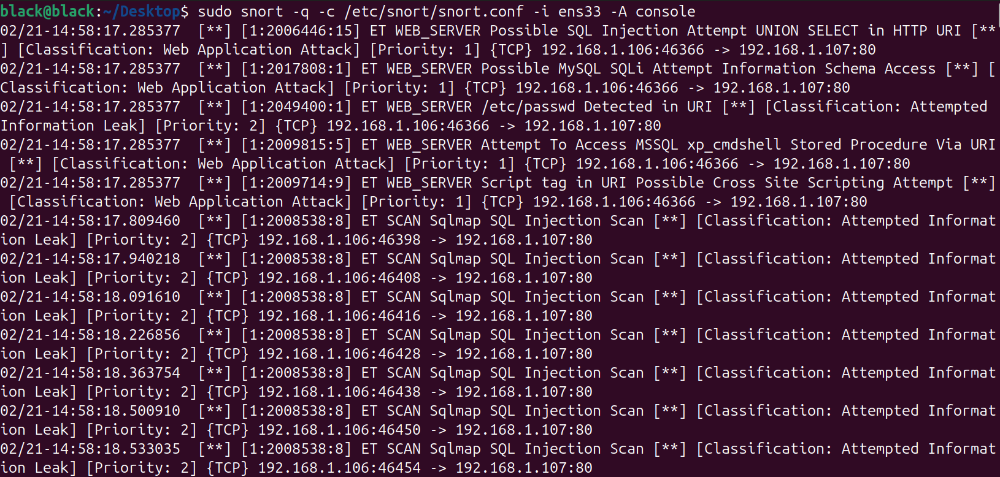 black@black:~/Desktop$ sudo snort -q -c /etc/snort/snort.conf -i ens33 -A console
02/21-14:58:17.285377  [**] [1:2006446:15] ET WEB_SERVER Possible SQL Injection Attempt UNION SELECT in HTTP URI [**
] [Classification: Web Application Attack] [Priority: 1] {TCP} 192.168.1.106:46366 -> 192.168.1.107:80
02/21-14:58:17.285377  [**] [1:2017808:1] ET WEB_SERVER Possible MySQL SQLi Attempt Information Schema Access [**] [
Classification: Web Application Attack] [Priority: 1] {TCP} 192.168.1.106:46366 -> 192.168.1.107:80
02/21-14:58:17.285377  [**] [1:2049400:1] ET WEB_SERVER /etc/passwd Detected in URI [**] [Classification: Attempted
Information Leak] [Priority: 2] {TCP} 192.168.1.106:46366 -> 192.168.1.107:80
02/21-14:58:17.285377  [**] [1:2009815:5] ET WEB_SERVER Attempt To Access MSSQL xp_cmdshell Stored Procedure Via URI
 [**] [Classification: Web Application Attack] [Priority: 1] {TCP} 192.168.1.106:46366 -> 192.168.1.107:80
02/21-14:58:17.285377  [**] [1:2009714:9] ET WEB_SERVER Script tag in URI Possible Cross Site Scripting Attempt [**]
 [Classification: Web Application Attack] [Priority: 1] {TCP} 192.168.1.106:46366 -> 192.168.1.107:80
02/21-14:58:17.809460  [**] [1:2008538:8] ET SCAN Sqlmap SQL Injection Scan [**] [Classification: Attempted Informat
ion Leak] [Priority: 2] {TCP} 192.168.1.106:46398 -> 192.168.1.107:80
02/21-14:58:17.940218  [**] [1:2008538:8] ET SCAN Sqlmap SQL Injection Scan [**] [Classification: Attempted Informat
ion Leak] [Priority: 2] {TCP} 192.168.1.106:46408 -> 192.168.1.107:80
02/21-14:58:18.091610  [**] [1:2008538:8] ET SCAN Sqlmap SQL Injection Scan [**] [Classification: Attempted Informat
ion Leak] [Priority: 2] {TCP} 192.168.1.106:46416 -> 192.168.1.107:80
02/21-14:58:18.226856  [**] [1:2008538:8] ET SCAN Sqlmap SQL Injection Scan [**] [Classification: Attempted Informat
ion Leak] [Priority: 2] {TCP} 192.168.1.106:46428 -> 192.168.1.107:80
02/21-14:58:18.363754  [**] [1:2008538:8] ET SCAN Sqlmap SQL Injection Scan [**] [Classification: Attempted Informat
ion Leak] [Priority: 2] {TCP} 192.168.1.106:46438 -> 192.168.1.107:80
02/21-14:58:18.500910  [**] [1:2008538:8] ET SCAN Sqlmap SQL Injection Scan [**] [Classification: Attempted Informat
ion Leak] [Priority: 2] {TCP} 192.168.1.106:46450 -> 192.168.1.107:80
02/21-14:58:18.533035  [**] [1:2008538:8] ET SCAN Sqlmap SQL Injection Scan [**] [Classification: Attempted Informat
ion Leak] [Priority: 2] {TCP} 192.168.1.106:46454 -> 192.168.1.107:80